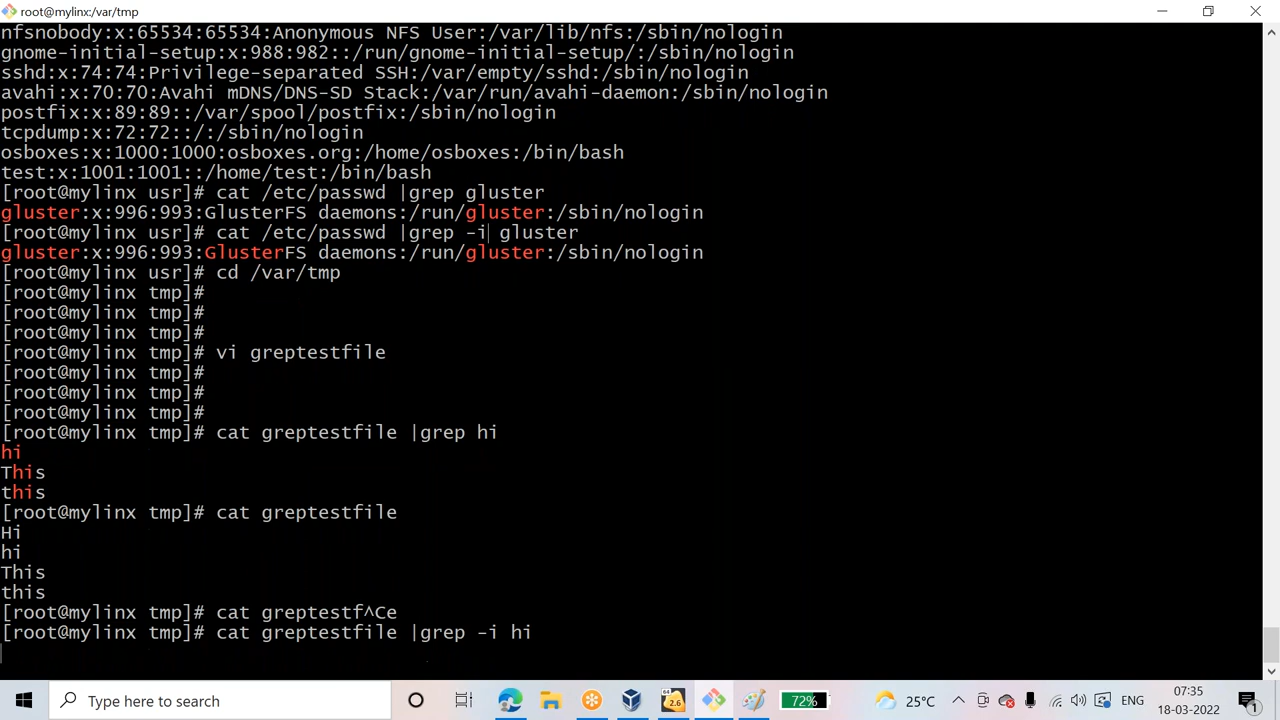 root@mylinx:/var/tmp
nfsnobody:x:65534:65534:Anonymous NFS User:/var/lib/nfs:/sbin/nologin
gnome-initial-setup:x:988:982::/run/gnome-initial-setup/:/sbin/nologin
sshd:x:74:74:Privilege-separated SSH:/var/empty/sshd:/sbin/nologin
avahi:x:70:70:Avahi mDNS/DNS-SD Stack:/var/run/avahi-daemon:/sbin/nologin
postfix:x:89:89::/var/spool/postfix:/sbin/nologin
tcpdump:x:72:72::/:/sbin/nologin
osboxes:x:1000:1000:osboxes.org:/home/osboxes:/bin/bash
test:x:1001:1001::/home/test:/bin/bash
[root@mylinx usr]# cat /etc/passwd |grep gluster
gluster:x:996:993:GlusterFS daemons:/run/gluster:/sbin/nologin
[root@mylinx usr]# cat /etc/passwd |grep -i gluster
gluster:x:996:993:GlusterFS daemons:/run/gluster:/sbin/nologin
[root@mylinx usr]# cd /var/tmp
[root@mylinx tmp]#
[root@mylinx tmp]#
[root@mylinx tmp]#
[root@mylinx tmp]# vi greptestfile
[root@mylinx tmp]#
[root@mylinx tmp]#
[root@mylinx tmp]#
[root@mylinx tmp]# cat greptestfile |grep hi
hi
This
this
[root@mylinx tmp]# cat greptestfile
Hi
hi
This
this
[root@mylinx tmp]# cat greptestf^Ce
[root@mylinx tmp]# cat greptestfile |grep -i hi
Type here to search
64
2.6
72%
25°C
ENG
07:35
18-03-2022
1